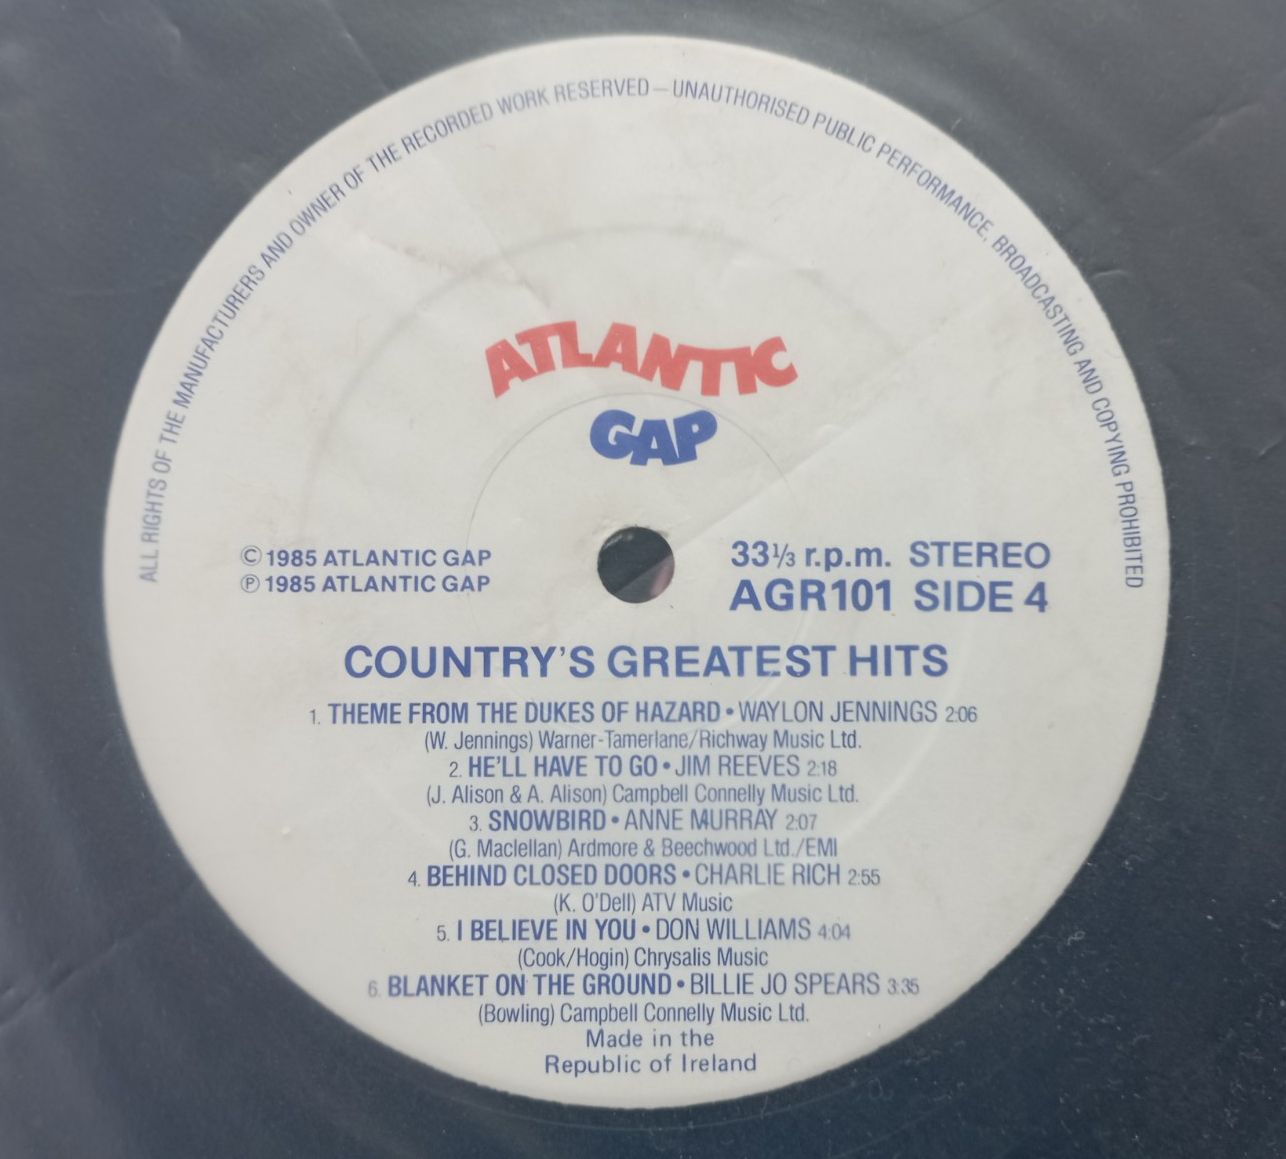 ALL RIGHTS OF THE MANUFACTURERS AND OWNER OF THE RECORDED WORK RESERVED — UNAUTHORISED PUBLIC PERFORMANCE, BROADCASTING AND COPYING PROHIBITED
ATLANTIC
GAP
© 1985 ATLANTIC GAP
℗ 1985 ATLANTIC GAP
33⅓ r.p.m. STEREO
AGR101 SIDE 4
COUNTRY'S GREATEST HITS
1. THEME FROM THE DUKES OF HAZARD • WAYLON JENNINGS 2:06
(W. Jennings) Warner-Tamerlane/Richway Music Ltd.
2. HE'LL HAVE TO GO • JIM REEVES 2:18
(J. Alison & A. Alison) Campbell Connelly Music Ltd.
3. SNOWBIRD • ANNE MURRAY 2:07
(G. Maclellan) Ardmore & Beechwood Ltd./EMI
4. BEHIND CLOSED DOORS • CHARLIE RICH 2:55
(K. O'Dell) ATV Music
5. I BELIEVE IN YOU • DON WILLIAMS 4:04
(Cook/Hogin) Chrysalis Music
6. BLANKET ON THE GROUND • BILLIE JO SPEARS 3:35
(Bowling) Campbell Connelly Music Ltd.
Made in the
Republic of Ireland